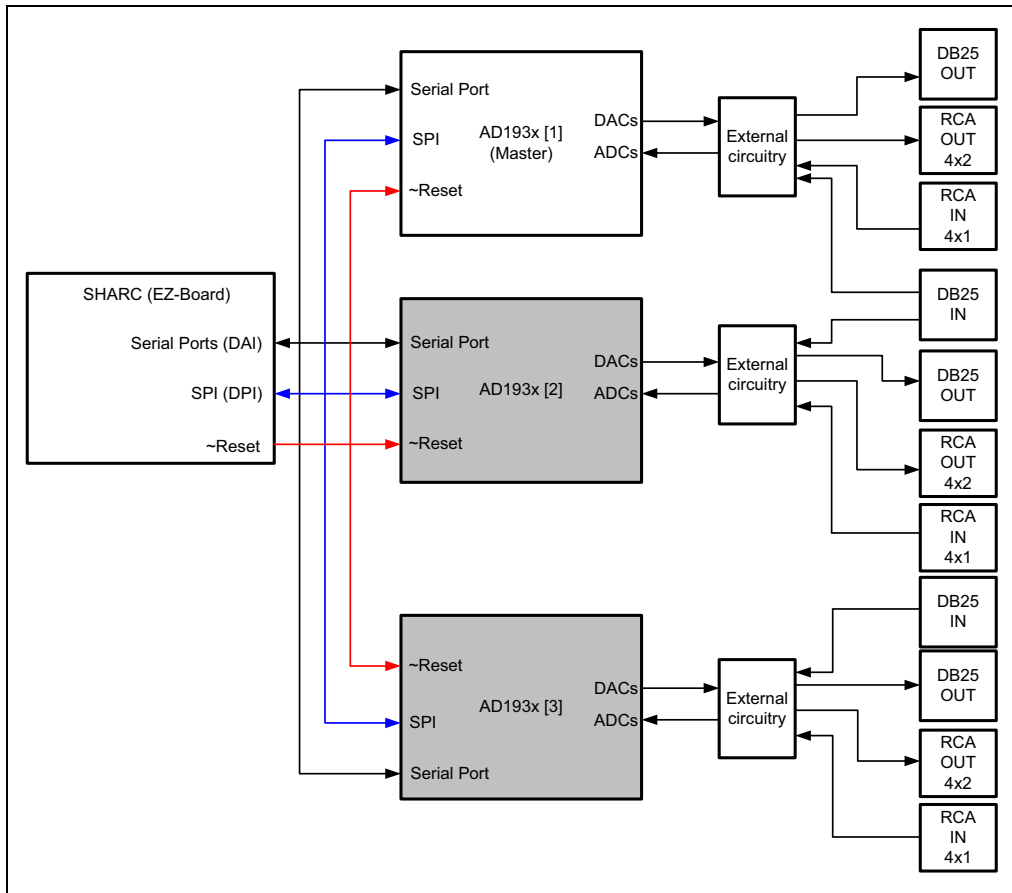 SHARC (EZ-Board)
Serial Ports (DAI)
SPI (DPI)
~Reset
Serial Port
SPI
~Reset
AD193x [1]
(Master)
DACs
ADCs
External
circuitry
DB25
OUT
RCA
OUT
4x2
RCA
IN
4x1
DB25
IN
Serial Port
SPI
~Reset
AD193x [2]
DACs
ADCs
External
circuitry
DB25
OUT
RCA
OUT
4x2
RCA
IN
4x1
~Reset
SPI
Serial Port
AD193x [3]
DACs
ADCs
External
circuitry
DB25
IN
DB25
OUT
RCA
OUT
4x2
RCA
IN
4x1